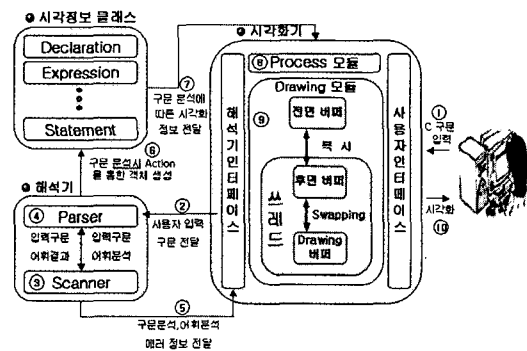 시각정보 클래스
Declaration
Expression
Statement
⑦
구문 분석에
따른 시각화
정보 전달
⑥
구문 분석시 Action
을 통한 객체 생성
해석기
④ Parser
입력구문 입력구문
어휘결과 어휘분석
③ Scanner
②
사용자 입력
구문 전달
⑤
구문분석,어휘분석
에러 정보 전달
시각화기
⑧ Process 모듈
Drawing 모듈
⑨
전면 버퍼
복 사
후면 버퍼
Swapping
Drawing
버퍼
쓰레드
해석기인터페이스
사용자인터페이스
①
C 구문
입력
시각화
⑩